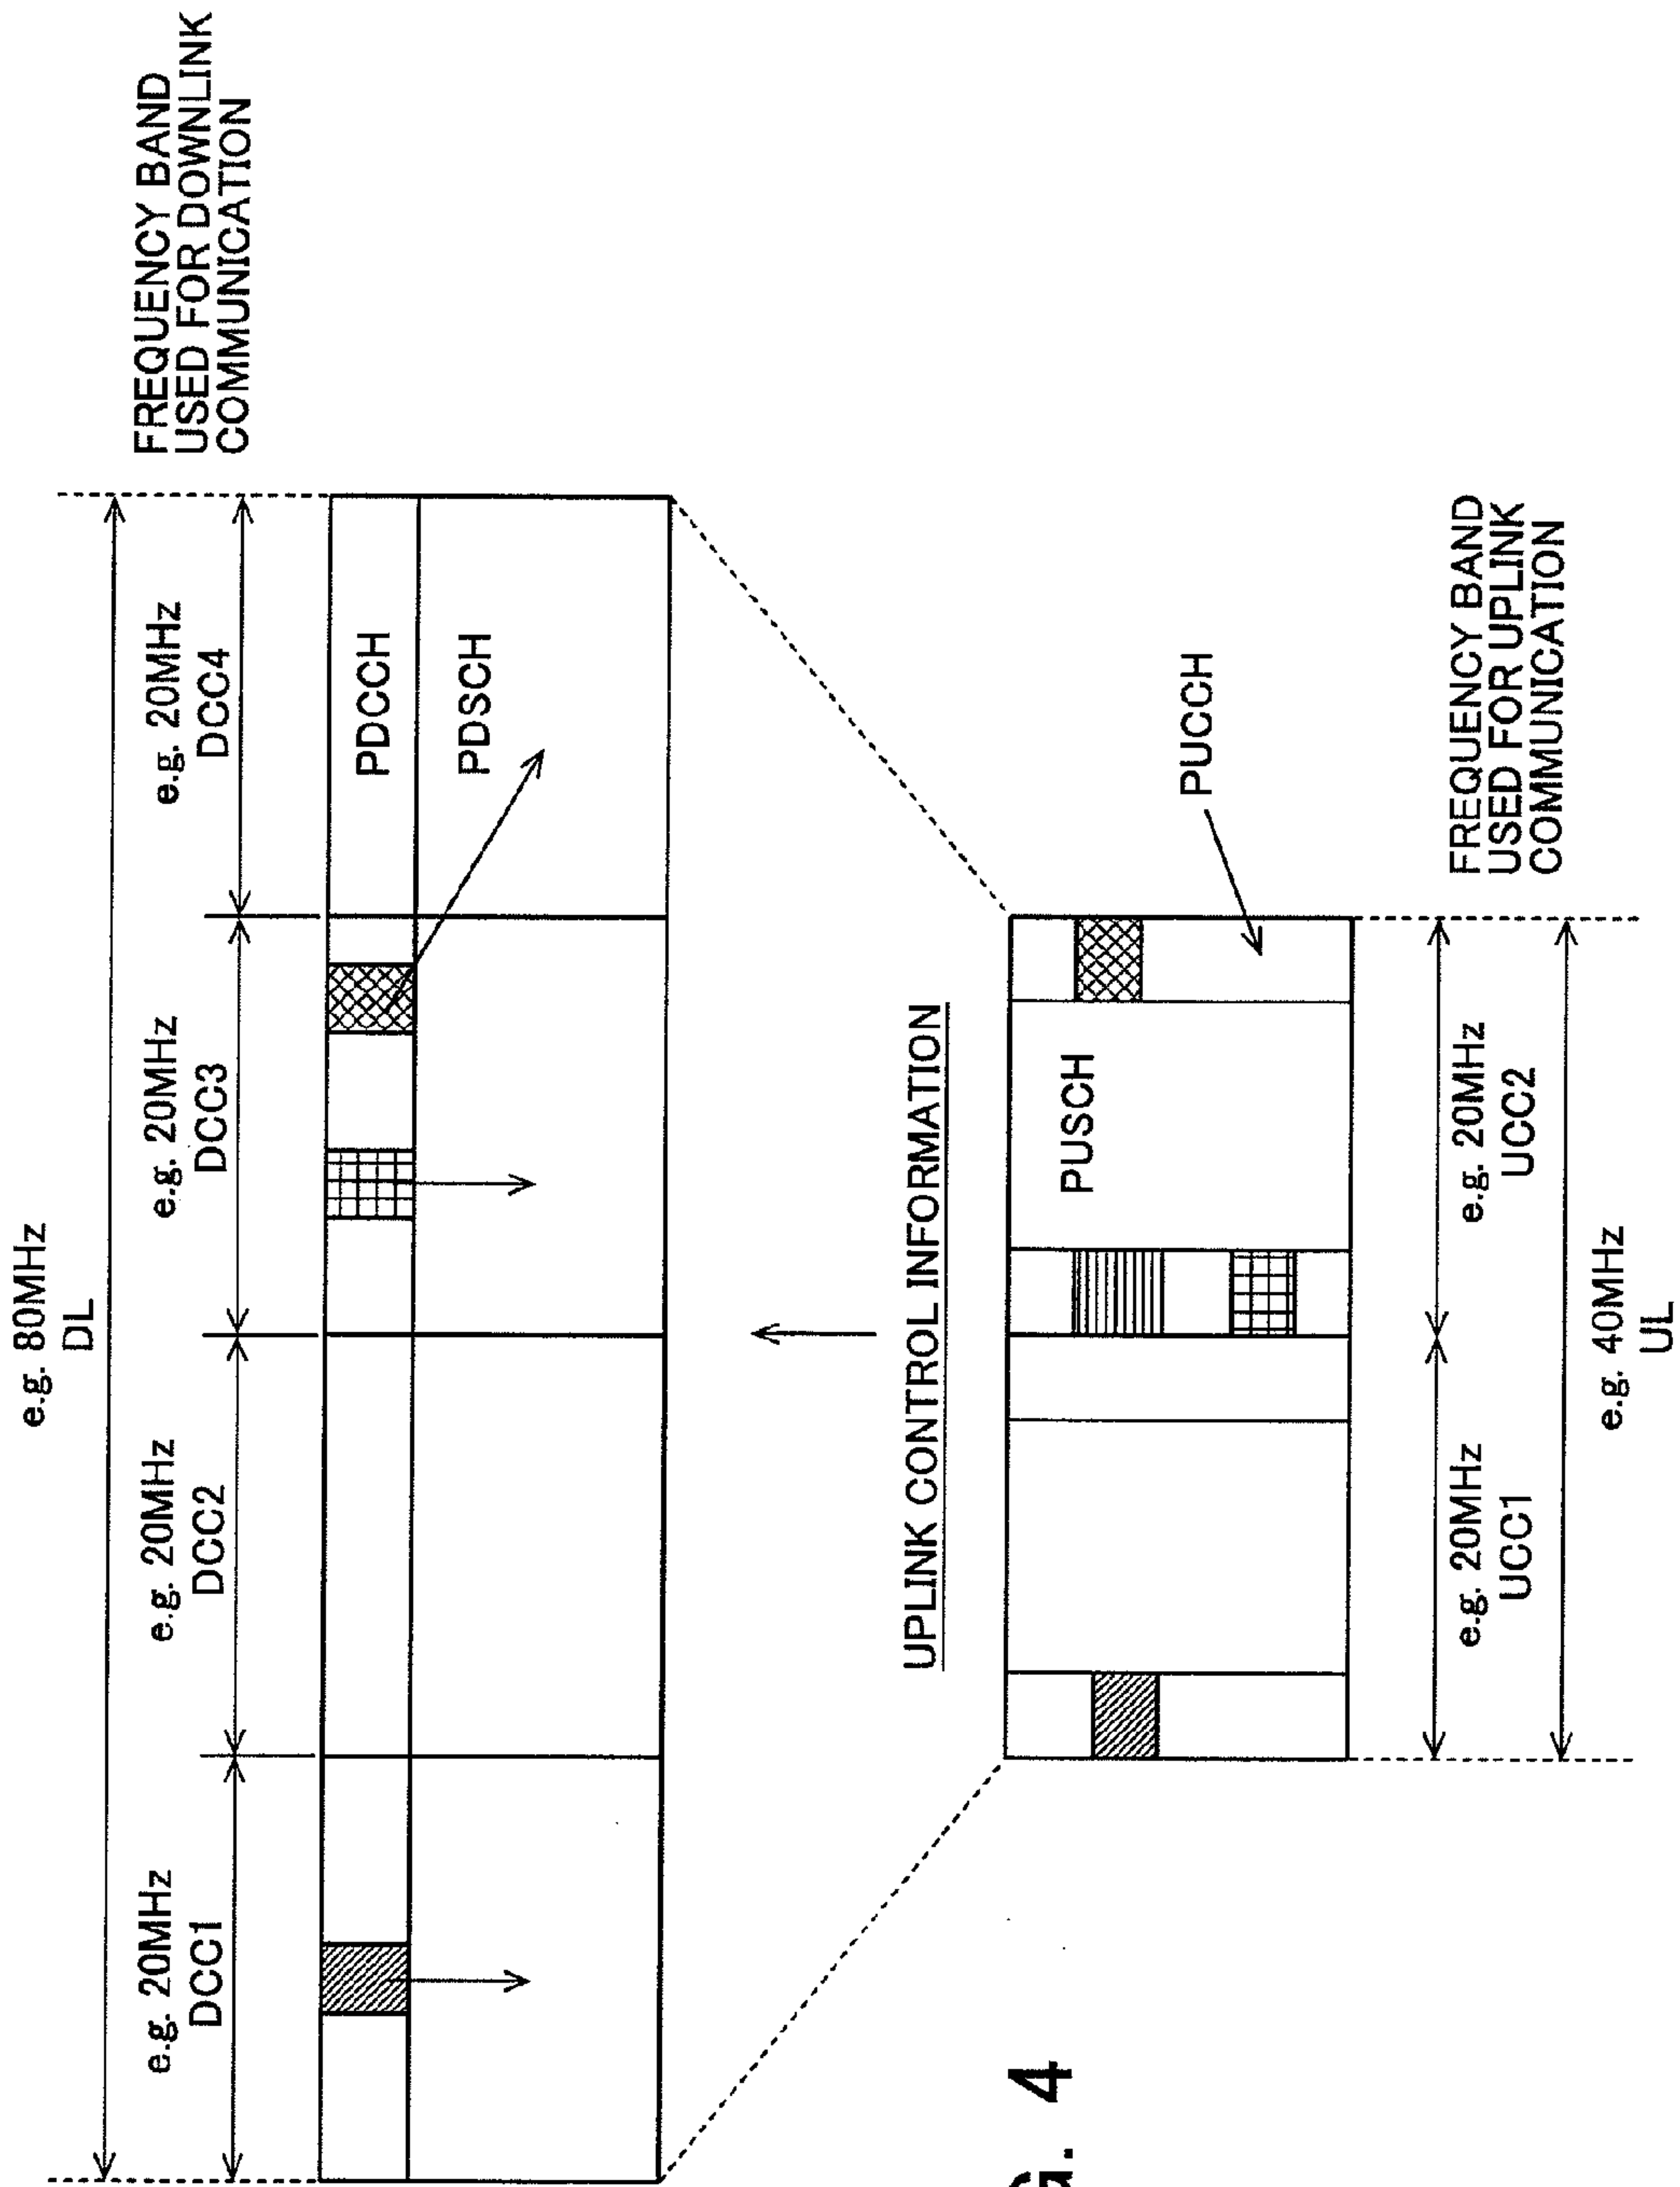 e.g. 80MHz
DL
FREQUENCY BAND
USED FOR DOWNLINK
COMMUNICATION
e.g. 20MHz
DCC1
e.g. 20MHz
DCC2
e.g. 20MHz
DCC3
e.g. 20MHz
DCC4
PDCCH
PDSCH
UPLINK CONTROL INFORMATION
PUSCH
PUCCH
e.g. 20MHz
UCC1
e.g. 20MHz
UCC2
e.g. 40MHz
UL
FREQUENCY BAND
USED FOR UPLINK
COMMUNICATION
G. 4